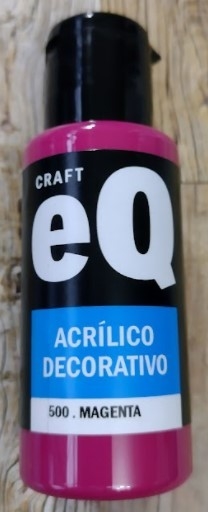 CRAFT
eQ
ACRÍLICO
DECORATIVO
500 . MAGENTA